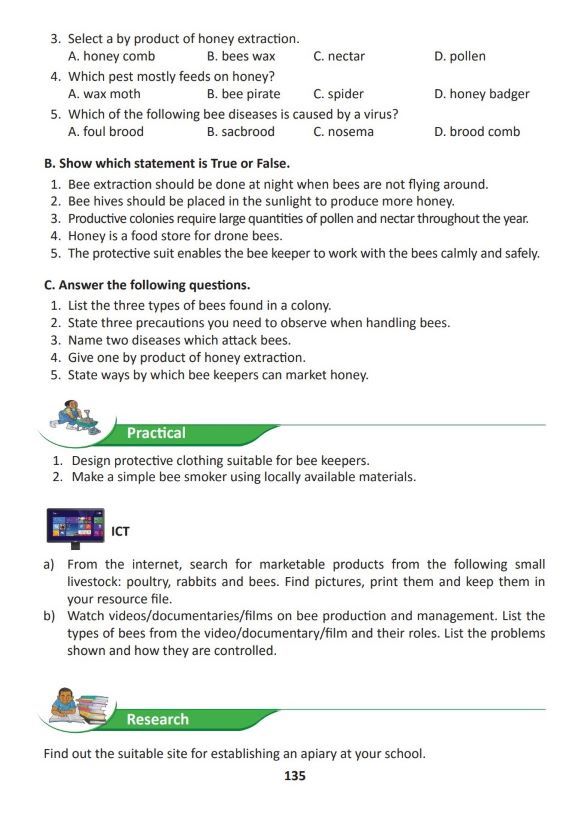 3. Select a by product of honey extraction.
A. honey comb B. bees wax C. nectar D. pollen
4. Which pest mostly feeds on honey?
A. wax moth B. bee pirate C. spider D. honey badger
5. Which of the following bee diseases is caused by a virus?
A. foul brood B. sacbrood C. nosema D. brood comb
B. Show which statement is True or False.
1. Bee extraction should be done at night when bees are not flying around.
2. Bee hives should be placed in the sunlight to produce more honey.
3. Productive colonies require large quantities of pollen and nectar throughout the year.
4. Honey is a food store for drone bees.
5. The protective suit enables the bee keeper to work with the bees calmly and safely.
C. Answer the following questions.
1. List the three types of bees found in a colony.
2. State three precautions you need to observe when handling bees.
3. Name two diseases which attack bees.
4. Give one by product of honey extraction.
5. State ways by which bee keepers can market honey.
Practical
1. Design protective clothing suitable for bee keepers.
2. Make a simple bee smoker using locally available materials.
ICT
a) From the internet, search for marketable products from the following small
livestock: poultry, rabbits and bees. Find pictures, print them and keep them in
your resource file.
b) Watch videos/documentaries/films on bee production and management. List the
types of bees from the video/documentary/film and their roles. List the problems
shown and how they are controlled.
Research
Find out the suitable site for establishing an apiary at your school.
135